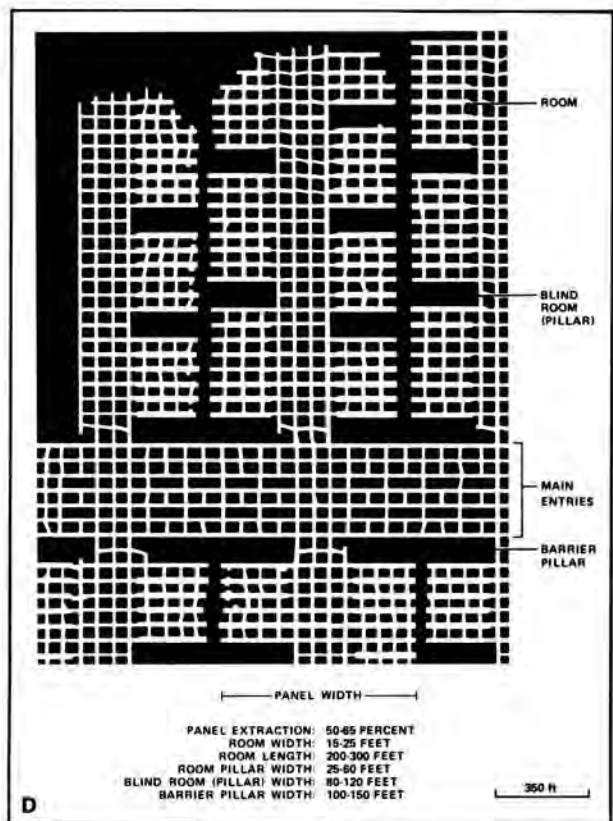 ROOM
BLIND
ROOM
(PILLAR)
MAIN
ENTRIES
BARRIER
PILLAR
PANEL WIDTH
PANEL EXTRACTION: 50-65 PERCENT
ROOM WIDTH: 15-25 FEET
ROOM LENGTH: 200-300 FEET
ROOM PILLAR WIDTH: 25-60 FEET
BLIND ROOM (PILLAR) WIDTH: 80-120 FEET
BARRIER PILLAR WIDTH: 100-150 FEET
350 ft
D